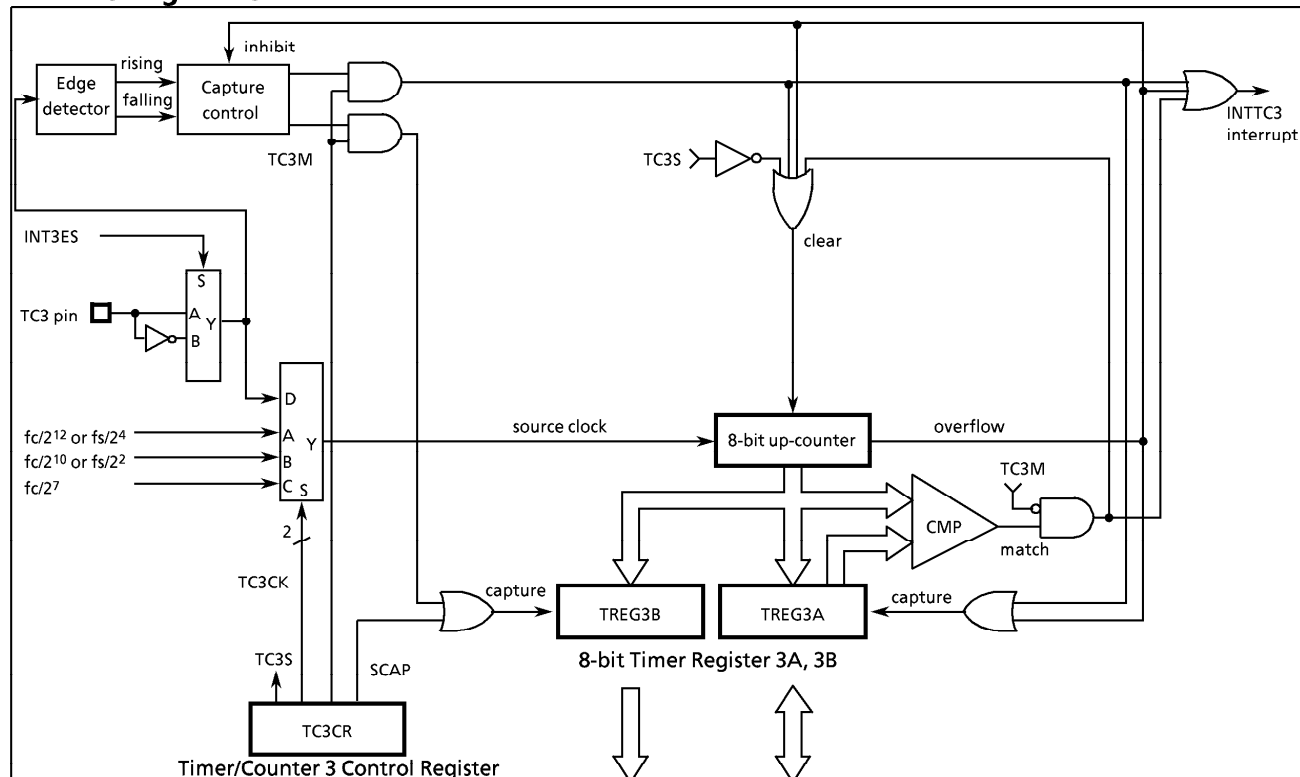 inhibit
rising
Edge
detector
falling
Capture
control
INTTC3
interrupt
TC3M
TC3S
clear
INT3ES
S
TC3 pin
A
Y
B
D
fc/2¹² or fs/2⁴
A
Y
source clock
8-bit up-counter
overflow
fc/2¹⁰ or fs/2²
B
fc/2⁷
C
S
TC3M
2
CMP
match
TC3CK
capture
TREG3B
TREG3A
capture
8-bit Timer Register 3A, 3B
TC3S
SCAP
TC3CR
Timer/Counter 3 Control Register